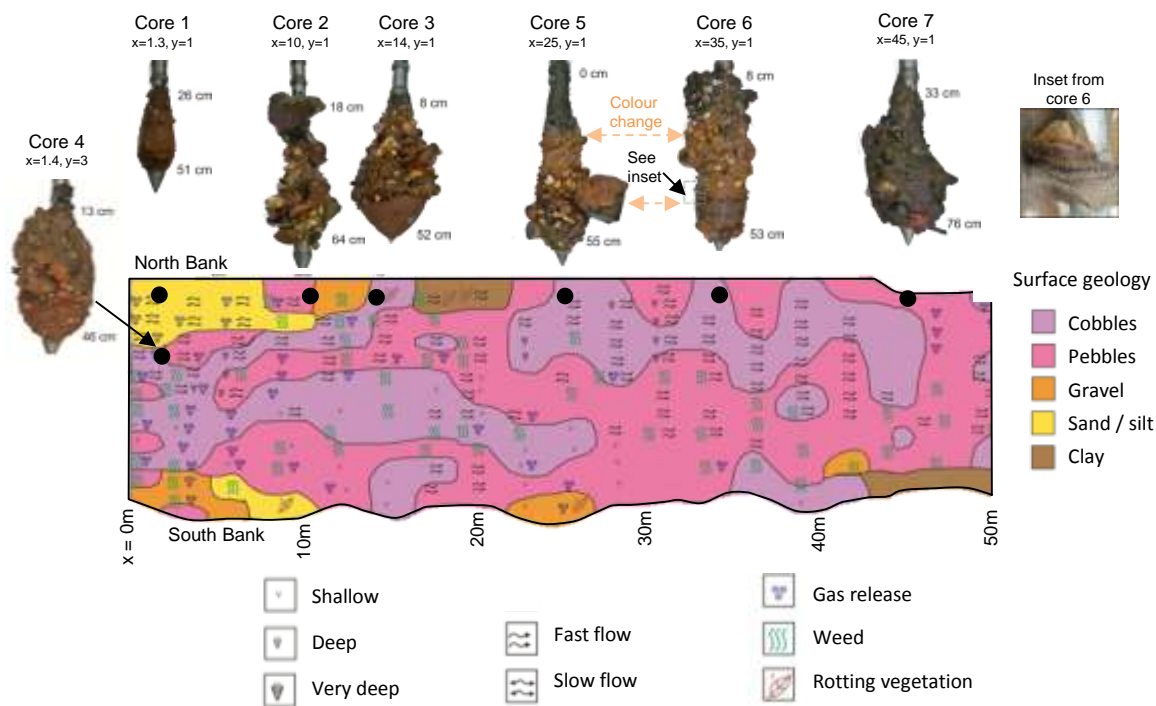 Core 1
x=1.3, y=1
Core 2
x=10, y=1
Core 3
x=14, y=1
Core 5
x=25, y=1
Core 6
x=35, y=1
Core 7
x=45, y=1
Inset from
core 6
Core 4
x=1.4, y=3
26 cm
51 cm
18 cm
64 cm
8 cm
52 cm
0 cm
55 cm
Colour
change
See
inset
8 cm
53 cm
33 cm
76 cm
13 cm
46 cm
North Bank
South Bank
x = 0m
10m
20m
30m
40m
50m
Surface geology
Cobbles
Pebbles
Gravel
Sand / silt
Clay
Shallow
Deep
Very deep
Fast flow
Slow flow
Gas release
Weed
Rotting vegetation